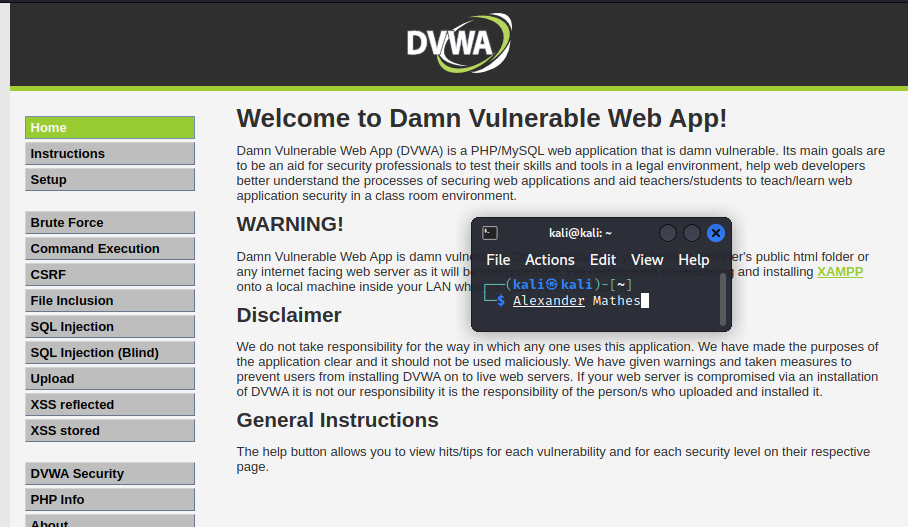 DVWA
Home
Instructions
Setup
Brute Force
Command Execution
CSRF
File Inclusion
SQL Injection
SQL Injection (Blind)
Upload
XSS reflected
XSS stored
DVWA Security
PHP Info
About
Welcome to Damn Vulnerable Web App!
Damn Vulnerable Web App (DVWA) is a PHP/MySQL web application that is damn vulnerable. Its main goals are
to be an aid for security professionals to test their skills and tools in a legal environment, help web developers
better understand the processes of securing web applications and aid teachers/students to teach/learn web
application security in a class room environment.
WARNING!
Damn Vulnerable Web App is damn 's public html folder or
any internet facing web server as it will and installing XAMPP
onto a local machine inside your LAN
Disclaimer
We do not take responsibility for the way in which any one uses this application. We have made the purposes of
the application clear and it should not be used maliciously. We have given warnings and taken measures to
prevent users from installing DVWA on to live web servers. If your web server is compromised via an installation
of DVWA it is not our responsibility it is the responsibility of the person/s who uploaded and installed it.
General Instructions
The help button allows you to view hits/tips for each vulnerability and for each security level on their respective
page.
kali@kali: ~
File Actions Edit View Help
┌──(kali㉿kali)-[~]
└─$ Alexander Mathes